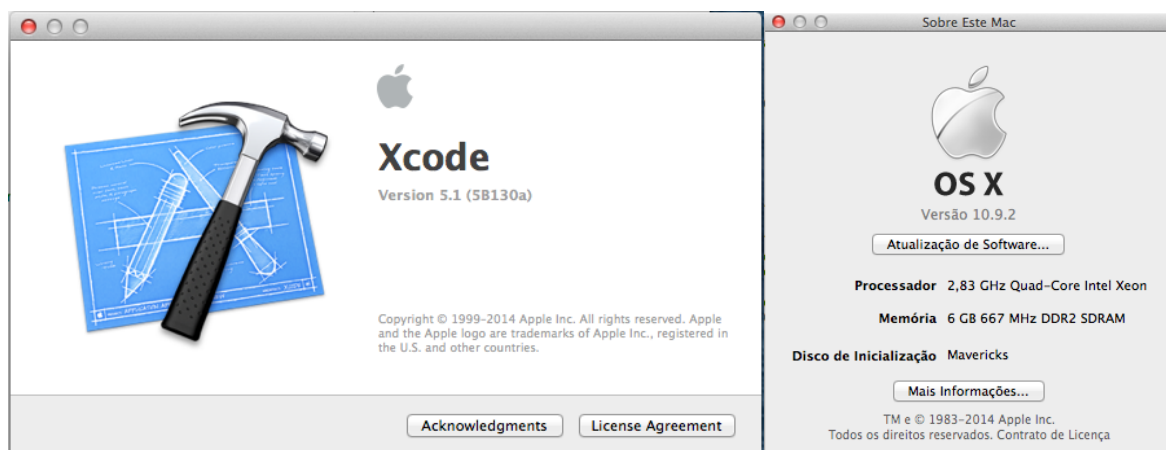 Xcode
Version 5.1 (5B130a)
Copyright © 1999-2014 Apple Inc. All rights reserved. Apple
and the Apple logo are trademarks of Apple Inc., registered in
the U.S. and other countries.
Acknowledgments
License Agreement
Sobre Este Mac
OS X
Versão 10.9.2
Atualização de Software...
Processador 2,83 GHz Quad-Core Intel Xeon
Memória 6 GB 667 MHz DDR2 SDRAM
Disco de Inicialização Mavericks
Mais Informações...
TM e © 1983-2014 Apple Inc.
Todos os direitos reservados. Contrato de Licença